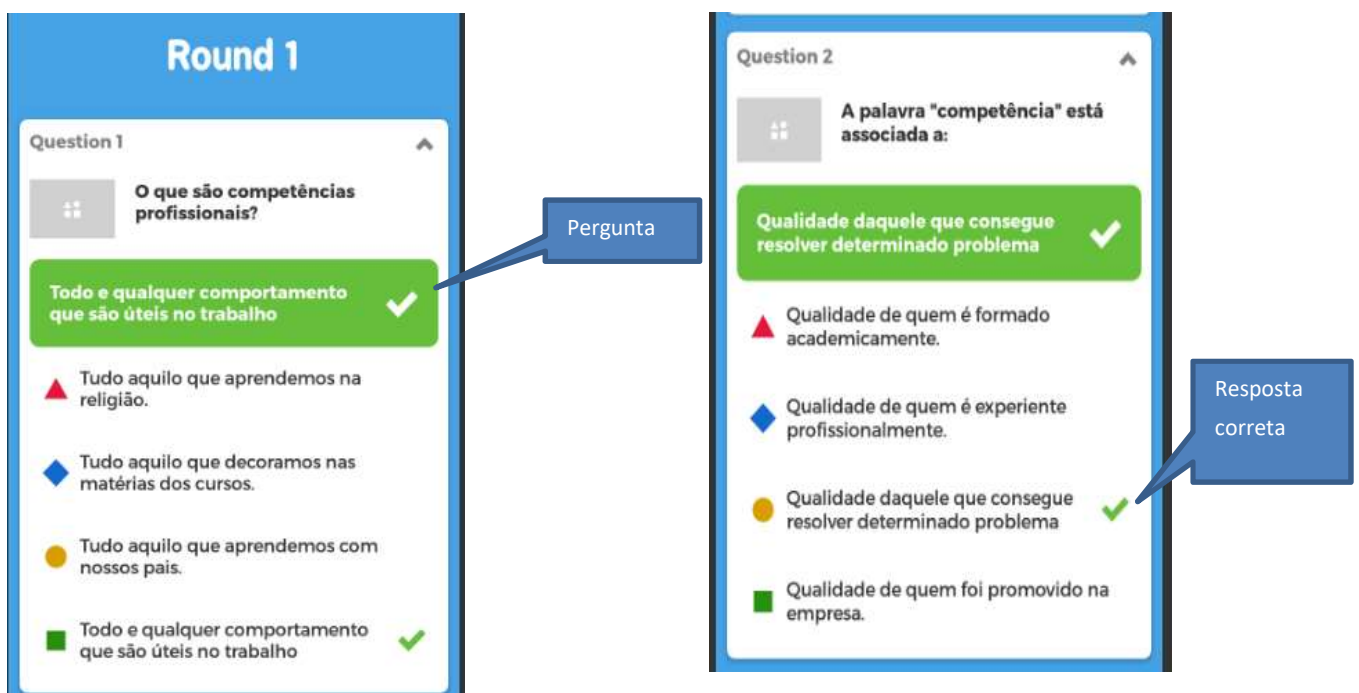 Round 1
Question 1
O que são competências
profissionais?
Todo e qualquer comportamento
que são úteis no trabalho
Tudo aquilo que aprendemos na
religião.
Tudo aquilo que decoramos nas
matérias dos cursos.
Tudo aquilo que aprendemos com
nossos pais.
Todo e qualquer comportamento
que são úteis no trabalho
Pergunta
Question 2
A palavra "competência" está
associada a:
Qualidade daquele que consegue
resolver determinado problema
Qualidade de quem é formado
academicamente.
Qualidade de quem é experiente
profissionalmente.
Qualidade daquele que consegue
resolver determinado problema
Qualidade de quem foi promovido na
empresa.
Resposta
correta